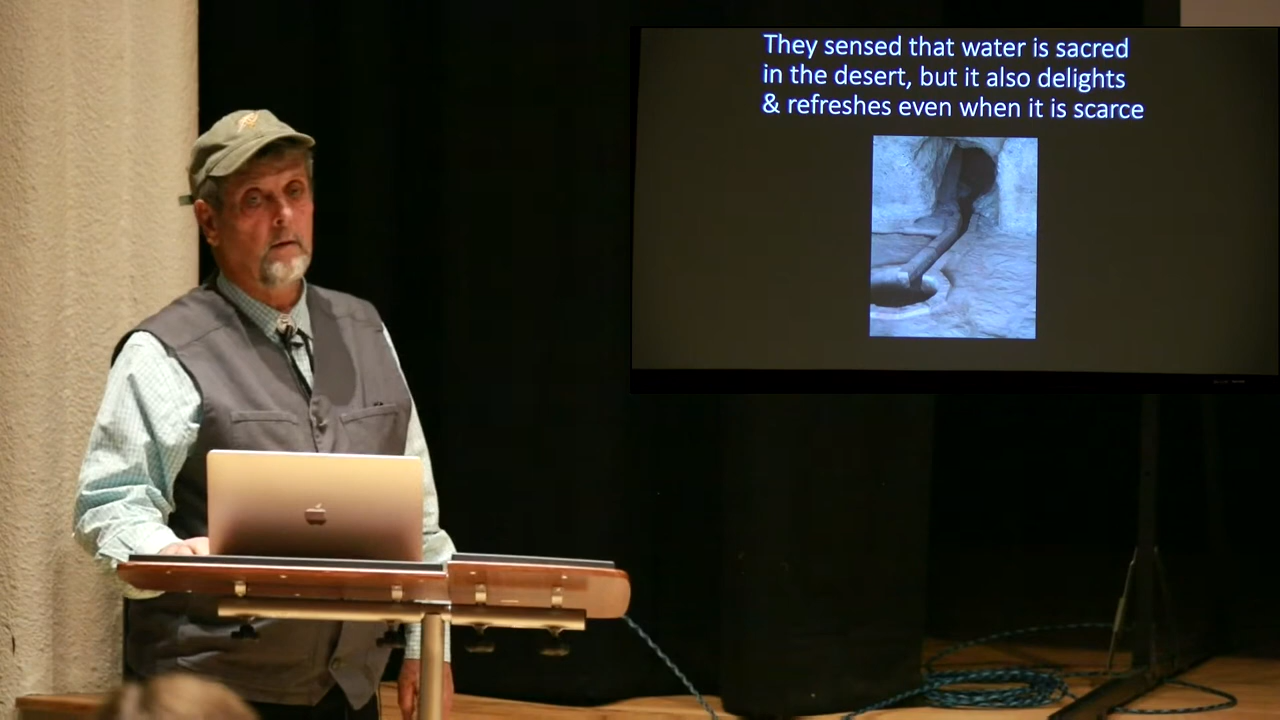 They sensed that water is sacred
in the desert, but it also delights
& refreshes even when it is scarce